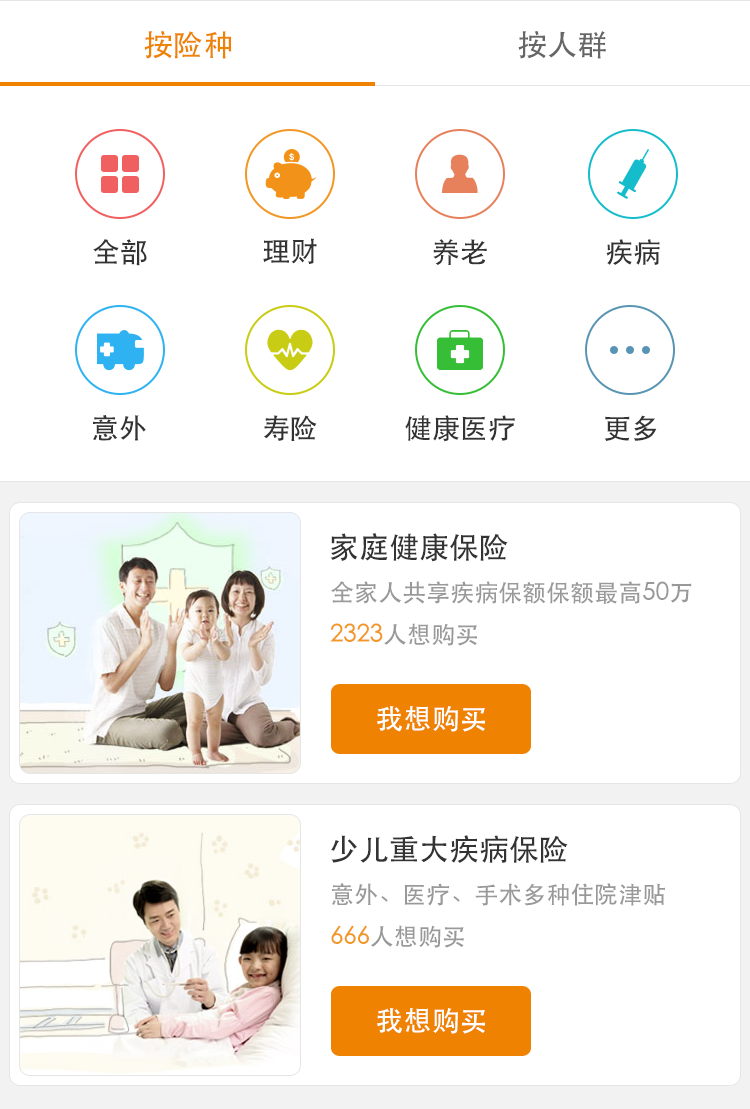 按险种
按人群
全部
理财
养老
疾病
意外
寿险
健康医疗
更多
家庭健康保险
全家人共享疾病保额保额最高50万
2323人想购买
我想购买
少儿重大疾病保险
意外、医疗、手术多种住院津贴
666人想购买
我想购买